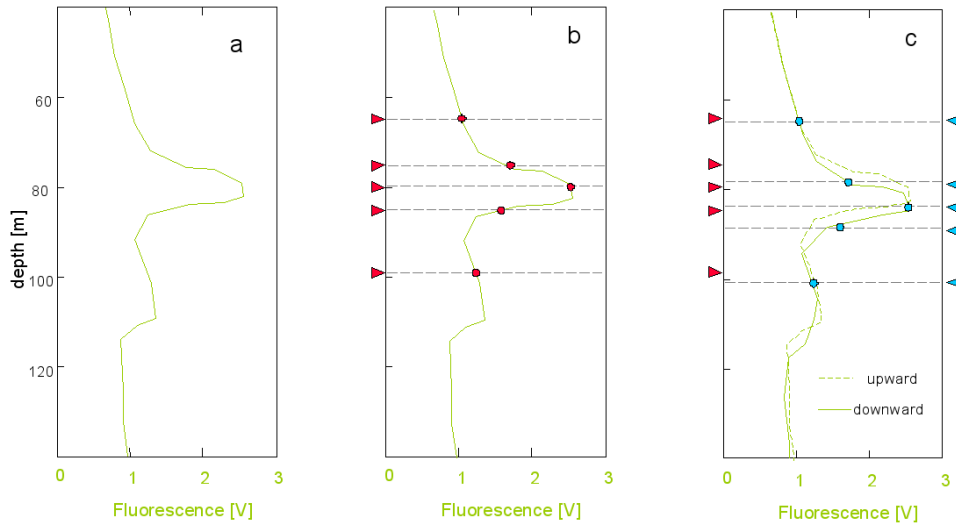 a
b
c
60
80
100
120
depth [m]
upward
downward
0 1 2 3
0 1 2 3
0 1 2 3
Fluorescence [V]
Fluorescence [V]
Fluorescence [V]